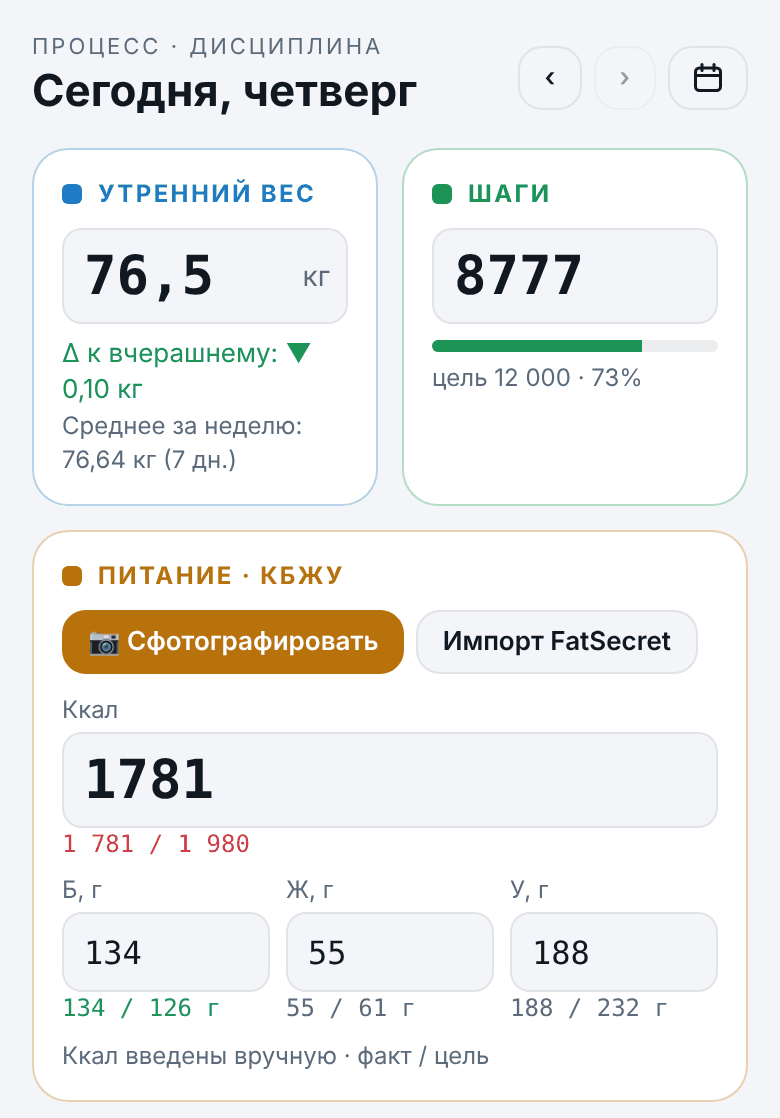 ПРОЦЕСС · ДИСЦИПЛИНА
Сегодня, четверг
УТРЕННИЙ ВЕС
76,5 кг
Δ к вчерашнему: ▼
0,10 кг
Среднее за неделю:
76,64 кг (7 дн.)
ШАГИ
8777
цель 12 000 · 73%
ПИТАНИЕ · КБЖУ
📷 Сфотографировать
Импорт FatSecret
Ккал
1781
1 781 / 1 980
Б, г
Ж, г
У, г
134
55
188
134 / 126 г
55 / 61 г
188 / 232 г
Ккал введены вручную · факт / цель